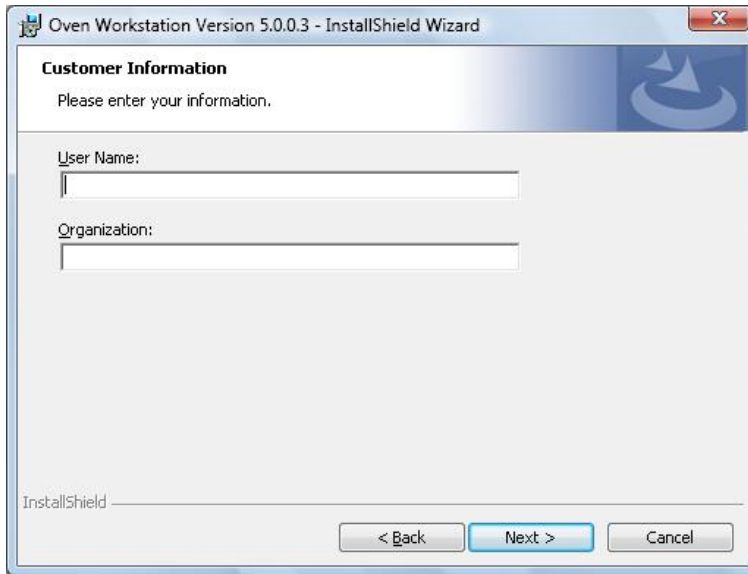 Oven Workstation Version 5.0.0.3 - InstallShield Wizard
Customer Information
Please enter your information.
User Name:
Organization:
InstallShield
< Back
Next >
Cancel